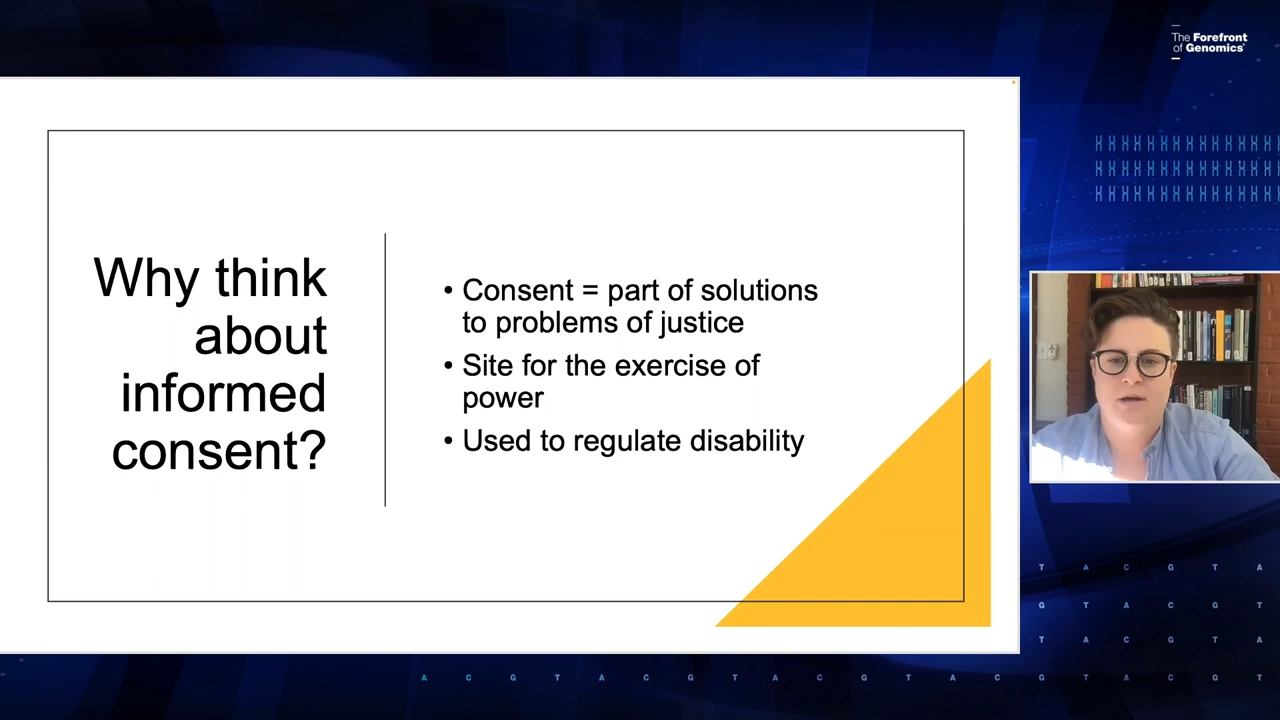 The Forefront
of Genomics®
Why think
about
informed
consent?
• Consent = part of solutions
to problems of justice
• Site for the exercise of
power
• Used to regulate disability
T A C G T A
G T A C G T
T A C G T A
A C G T A C G T A C G T A C G T A C G T